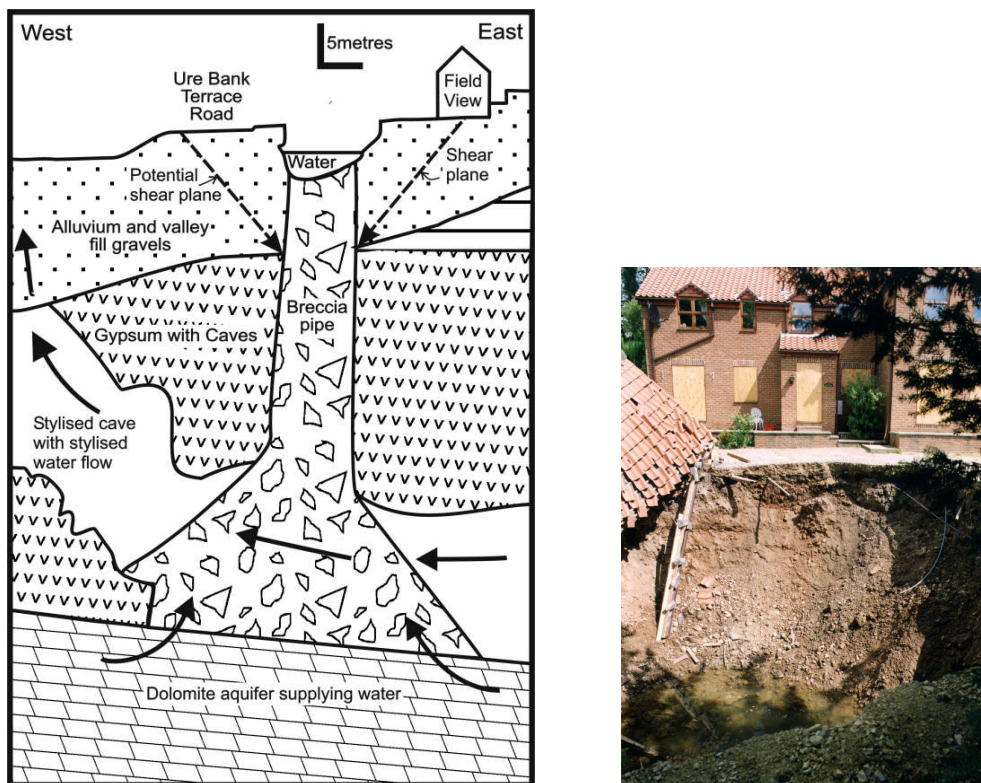 West
East
5metres
Ure Bank
Terrace
Road
Field
View
Water
Potential
shear plane
Shear
plane
Alluvium and valley
fill gravels
Breccia
pipe
Gypsum with Caves
Stylised cave
with stylised
water flow
Dolomite aquifer supplying water